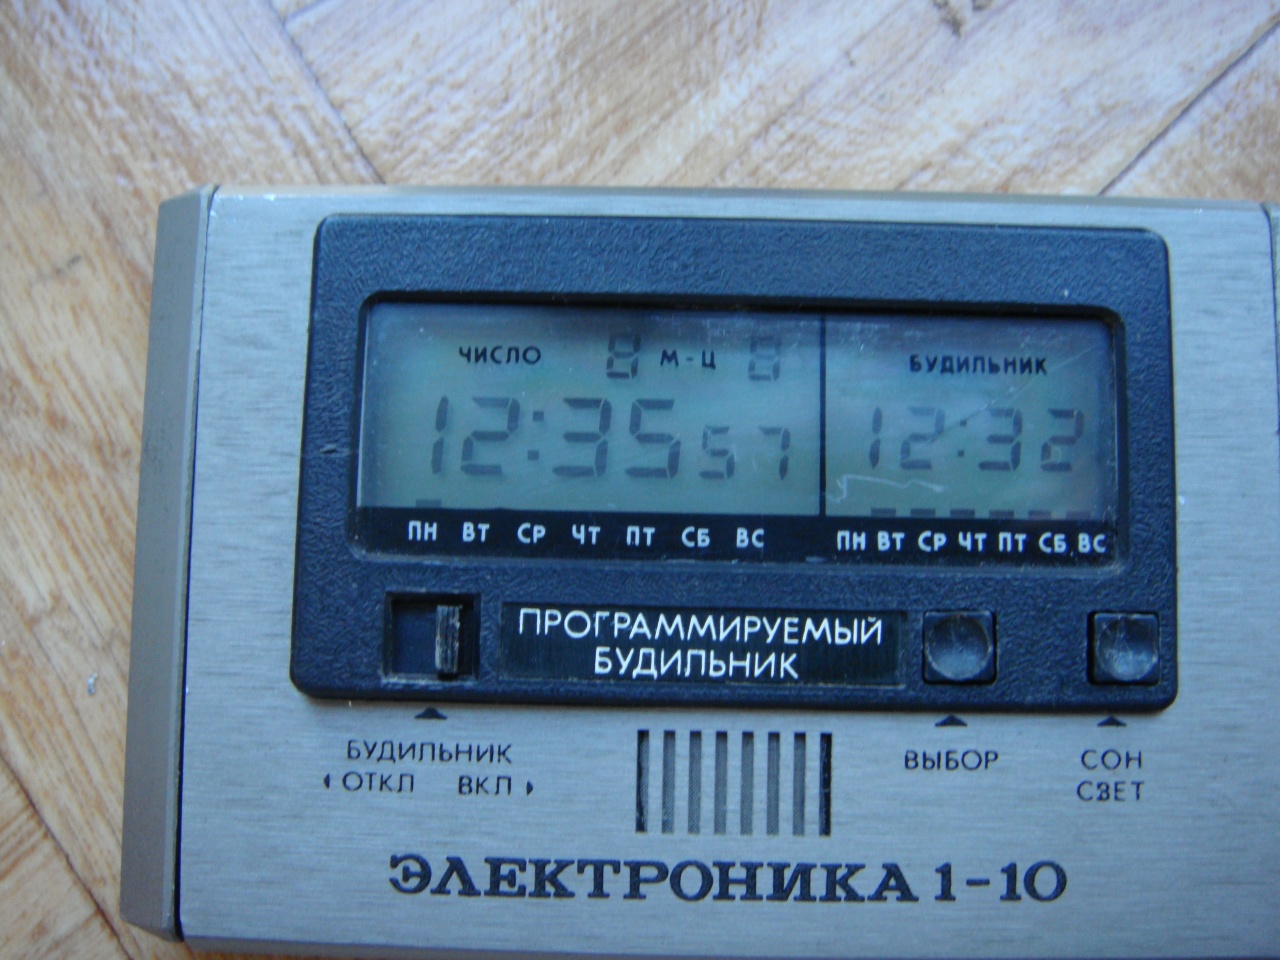 ЧИСЛО 8 М-Ц 8 БУДИЛЬНИК
12:35 57 12:32
ПН ВТ СР ЧТ ПТ СБ ВС ПН ВТ СР ЧТ ПТ СБ ВС
ПРОГРАММИРУЕМЫЙ
БУДИЛЬНИК
БУДИЛЬНИК
ОТКЛ ВКЛ
ВЫБОР
СОН
СВЕТ
ЭЛЕКТРОНИКА 1-10